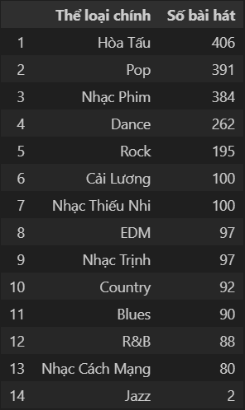 Thể loại chính Số bài hát
1 Hòa Tấu 406
2 Pop 391
3 Nhạc Phim 384
4 Dance 262
5 Rock 195
6 Cải Lương 100
7 Nhạc Thiếu Nhi 100
8 EDM 97
9 Nhạc Trịnh 97
10 Country 92
11 Blues 90
12 R&B 88
13 Nhạc Cách Mạng 80
14 Jazz 2